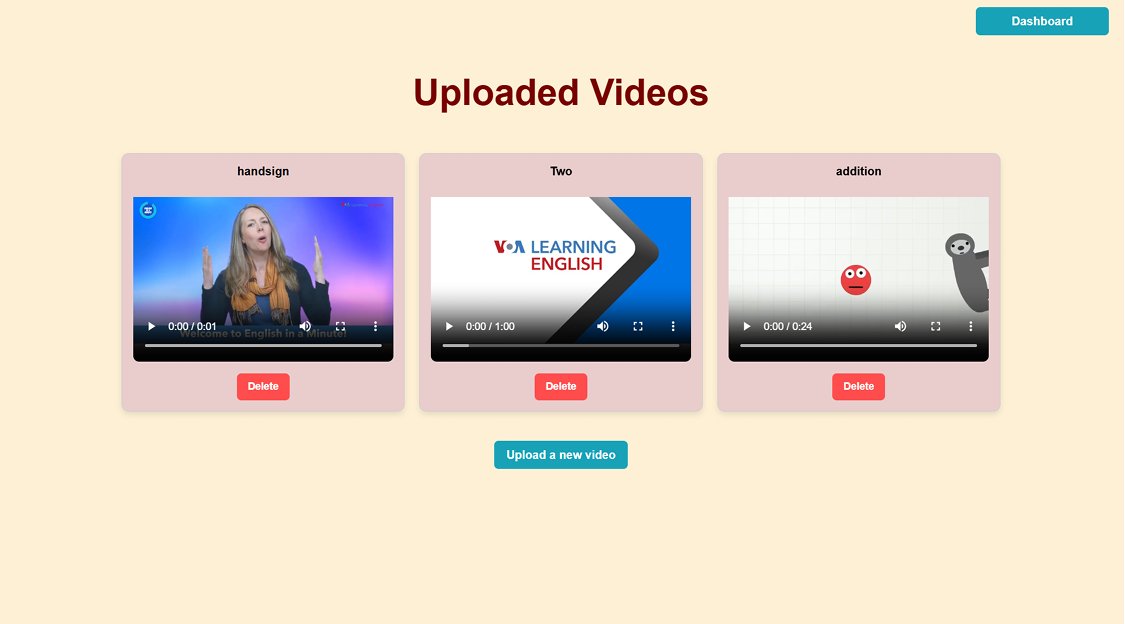 Dashboard
Uploaded Videos
handsign
Two
addition
VOA LEARNING
ENGLISH
0:00 / 0:01
Welcome to English in a Minute!
0:00 / 1:00
0:00 / 0:24
Delete
Delete
Delete
Upload a new video